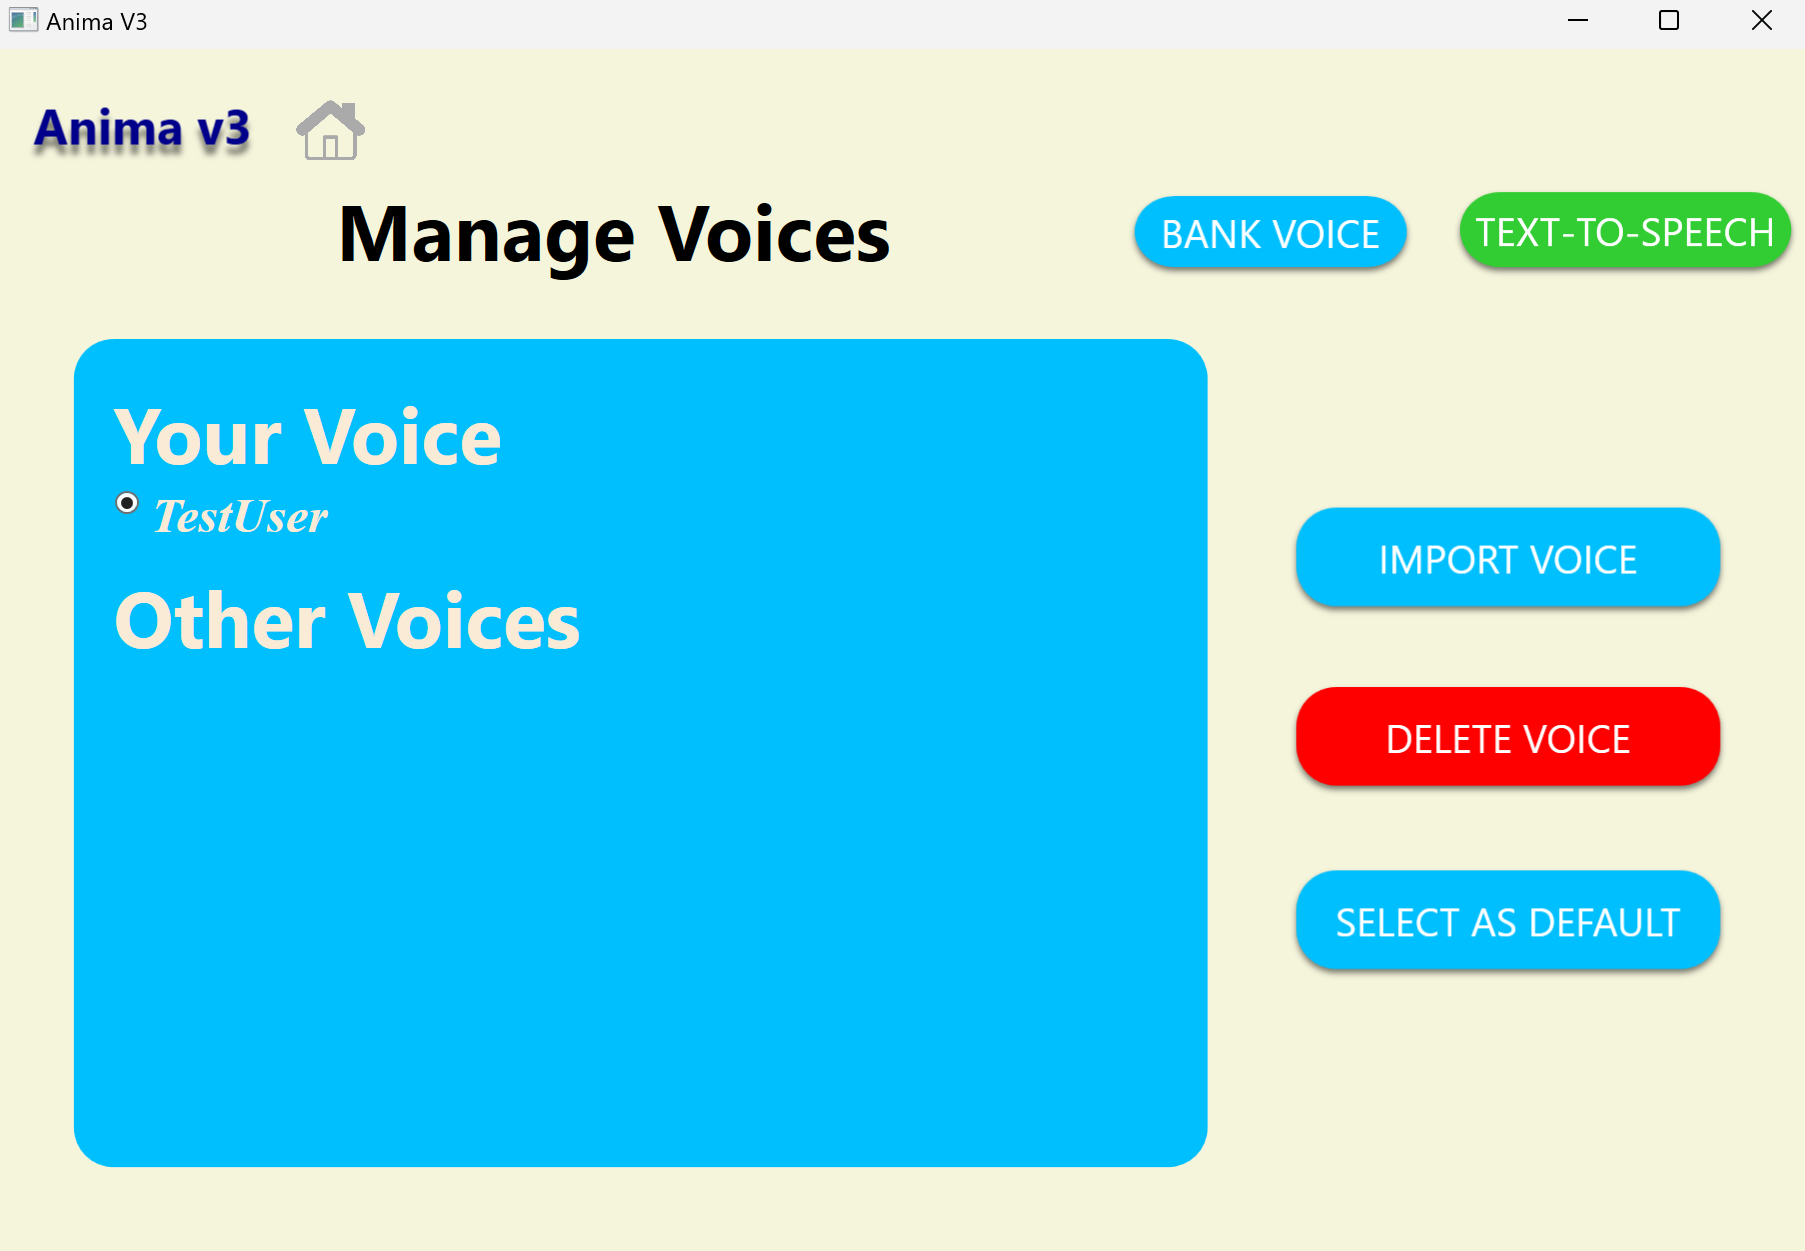 Anima V3
Anima v3
Manage Voices
BANK VOICE
TEXT-TO-SPEECH
Your Voice
TestUser
Other Voices
IMPORT VOICE
DELETE VOICE
SELECT AS DEFAULT